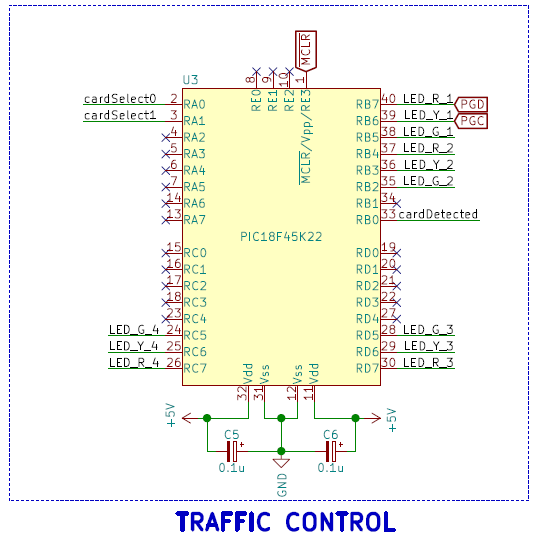 MCLR
U3
8 9 10 1
RE0 RE1 RE2 MCLR/Vpp/RE3
cardSelect0 2 RA0 RB7 40 LED_R_1 PGD
cardSelect1 3 RA1 RB6 39 LED_Y_1 PGC
4 RA2 RB5 38 LED_G_1
5 RA3 RB4 37 LED_R_2
6 RA4 RB3 36 LED_Y_2
7 RA5 RB2 35 LED_G_2
14 RA6 RB1 34
13 RA7 RB0 33 cardDetected
PIC18F45K22
15 RC0 RD0 19
16 RC1 RD1 20
17 RC2 RD2 21
18 RC3 RD3 22
23 RC4 RD4 27
LED_G_4 24 RC5 RD5 28 LED_G_3
LED_Y_4 25 RC6 RD6 29 LED_Y_3
LED_R_4 26 RC7 RD7 30 LED_R_3
Vdd Vss Vss Vdd
32 31 12 11
+5V +5V
C5 C6
+ +
0.1u 0.1u
GND
TRAFFIC CONTROL